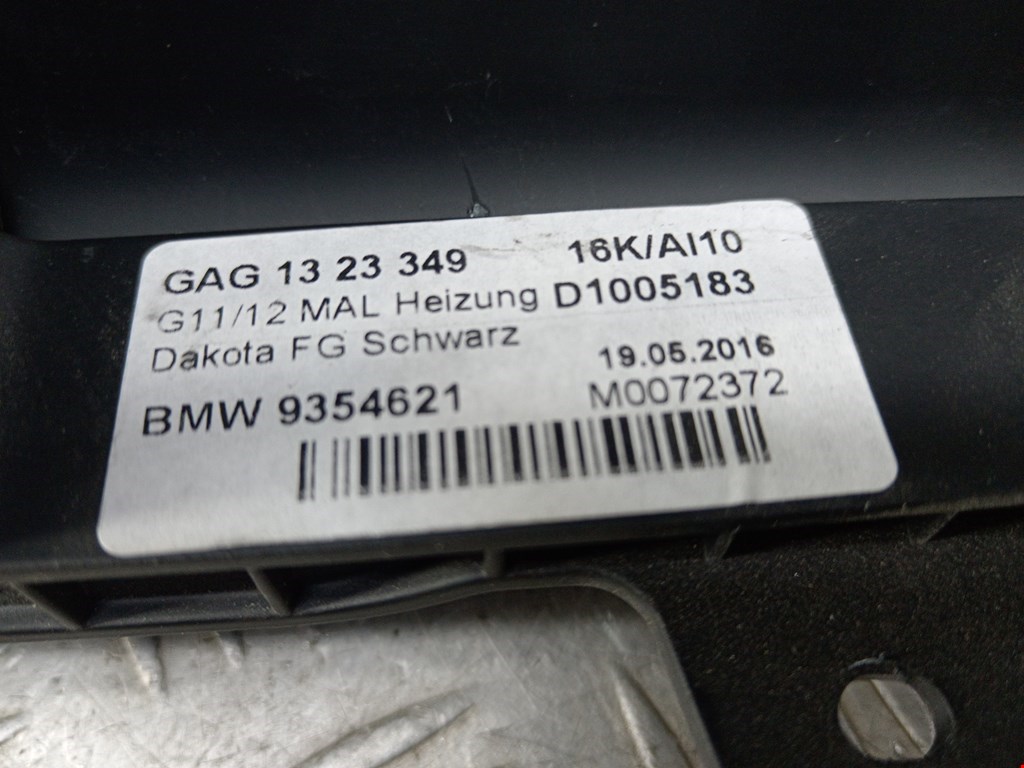 GAG 13 23 349 16K/AI10
G11/12 MAL Heizung D1005183
Dakota FG Schwarz 19.05.2016
BMW 9354621 M0072372